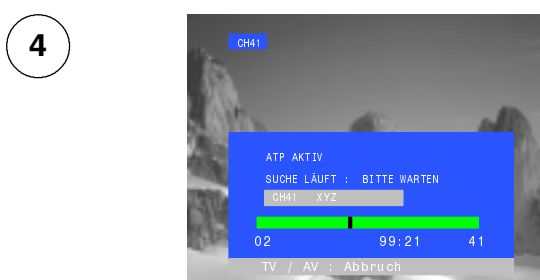 4
CH41
ATP AKTIV
SUCHE LÄUFT : BITTE WARTEN
CH41 XYZ
02 99:21 41
TV / AV : Abbruch